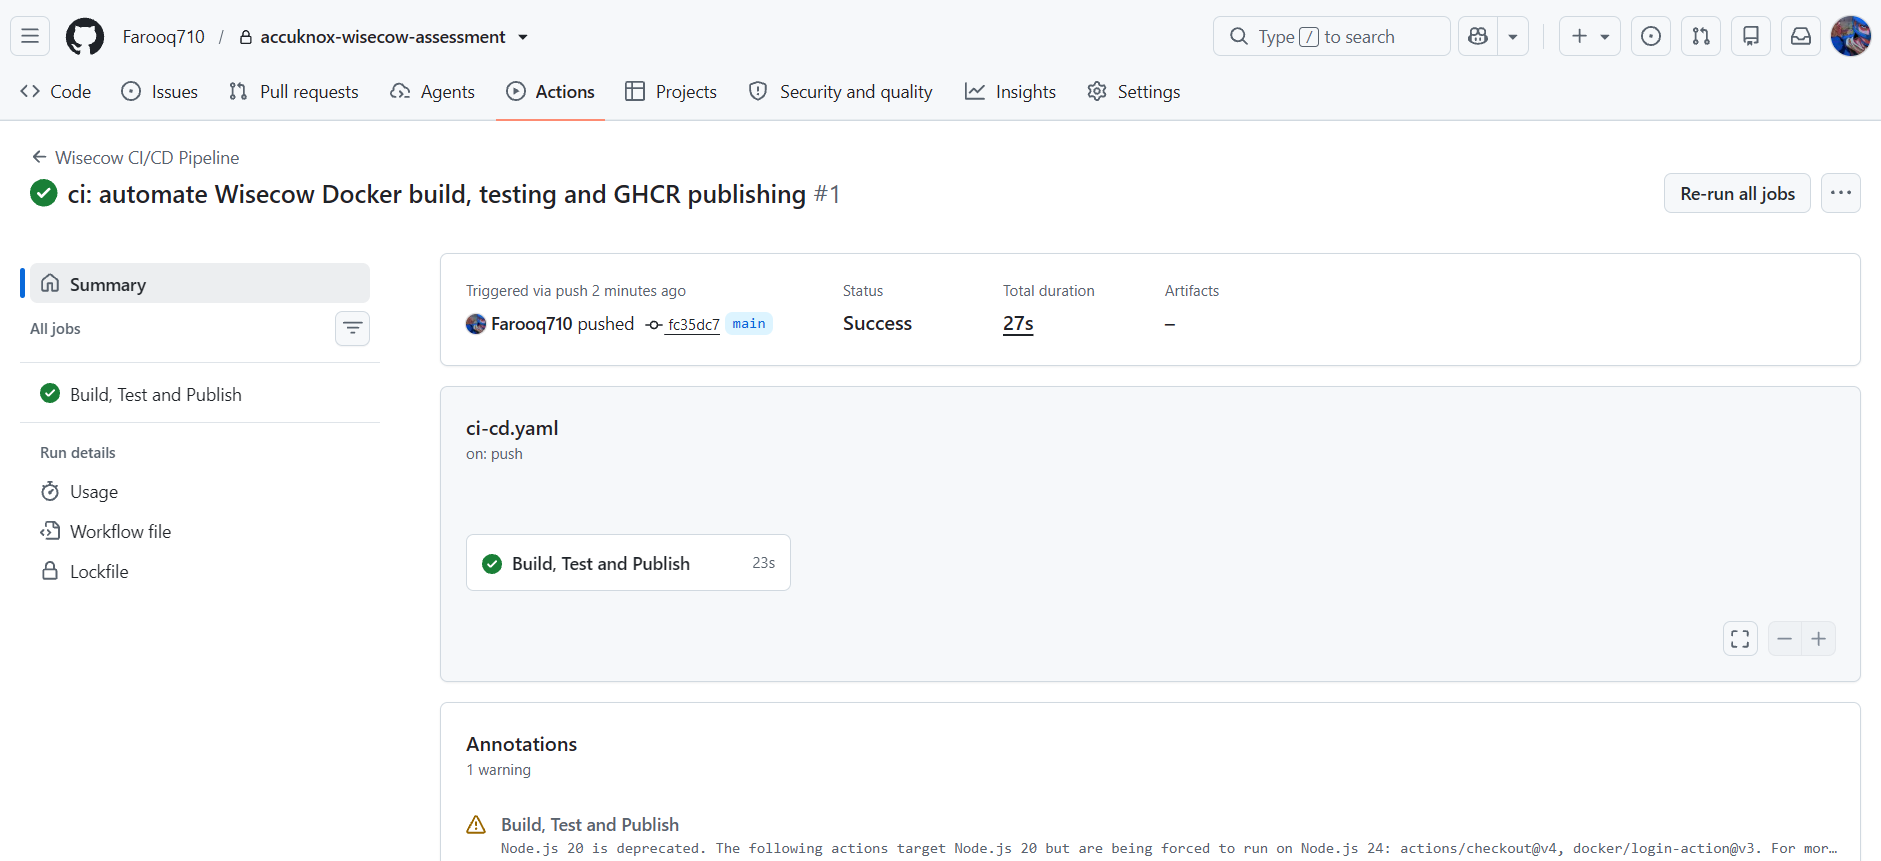 Farooq710 / accuknox-wisecow-assessment
Type / to search
Code Issues Pull requests Agents Actions Projects Security and quality Insights Settings
← Wisecow CI/CD Pipeline
ci: automate Wisecow Docker build, testing and GHCR publishing #1
Re-run all jobs
Summary
All jobs
Build, Test and Publish
Run details
Usage
Workflow file
Lockfile
Triggered via push 2 minutes ago
Farooq710 pushed fc35dc7 main
Status
Success
Total duration
27s
Artifacts
–
ci-cd.yaml
on: push
Build, Test and Publish 23s
Annotations
1 warning
Build, Test and Publish
Node.js 20 is deprecated. The following actions target Node.js 20 but are being forced to run on Node.js 24: actions/checkout@v4, docker/login-action@v3. For mor…